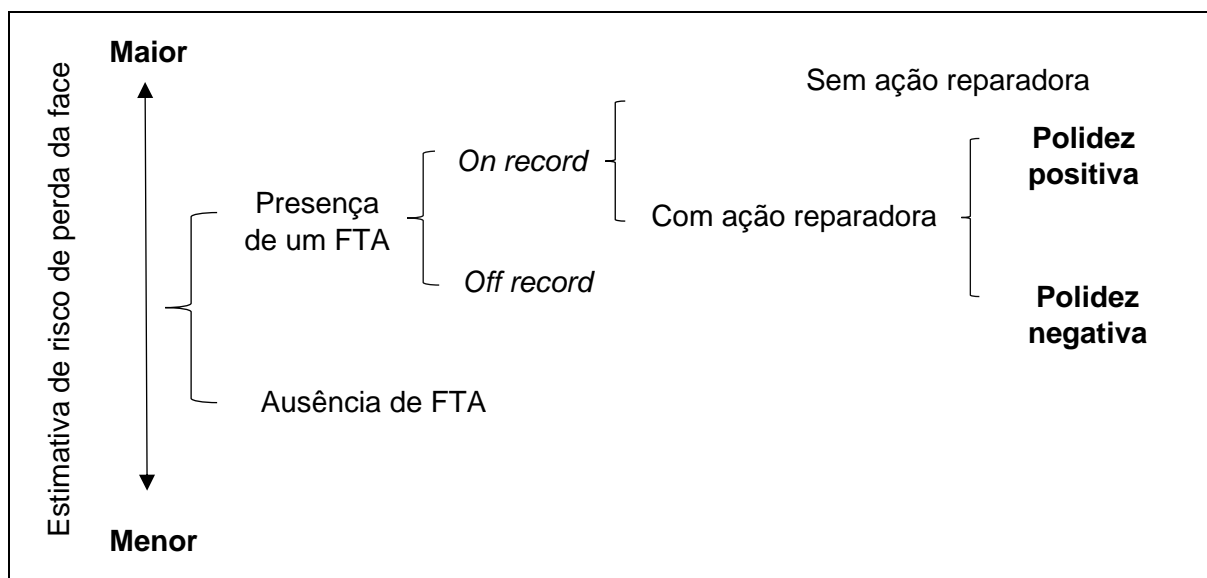 Estimativa de risco de perda da face
Maior
Menor
Presença
de um FTA
Ausência de FTA
On record
Off record
Sem ação reparadora
Com ação reparadora
Polidez
positiva
Polidez
negativa